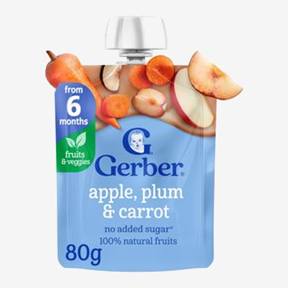 from
6
months
fruits
& veggies
Gerber®
apple, plum
& carrot
no added sugar*
100% natural fruits
80g